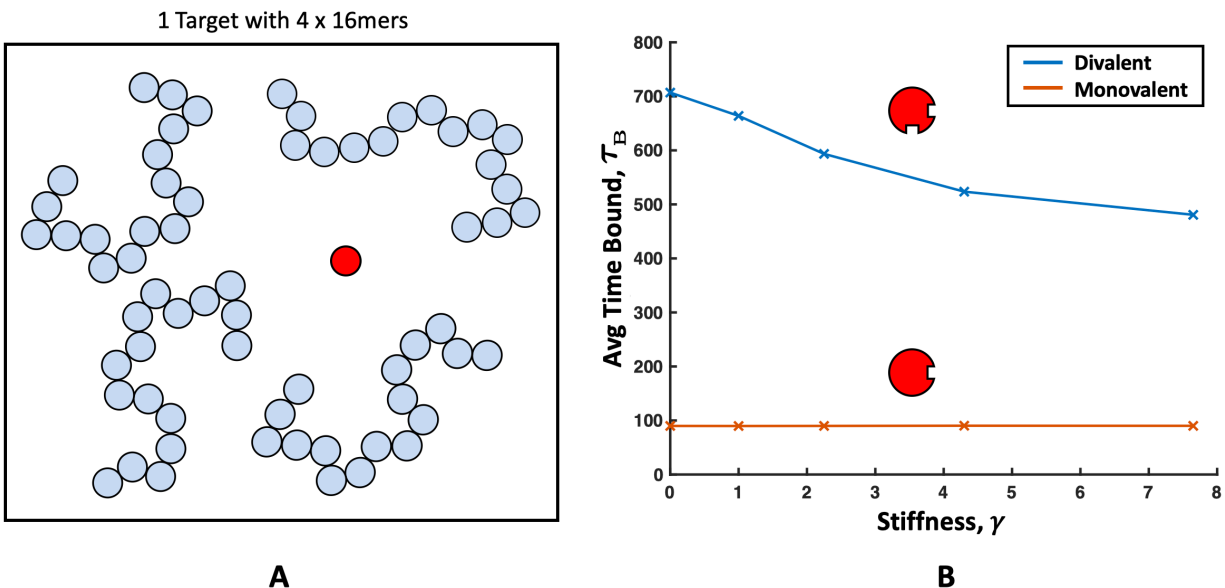 1 Target with 4 x 16mers
A
800
700
600
500
400
300
200
100
0
Avg Time Bound, 𝜏B
Divalent
Monovalent
0 1 2 3 4 5 6 7 8
Stiffness, γ
B